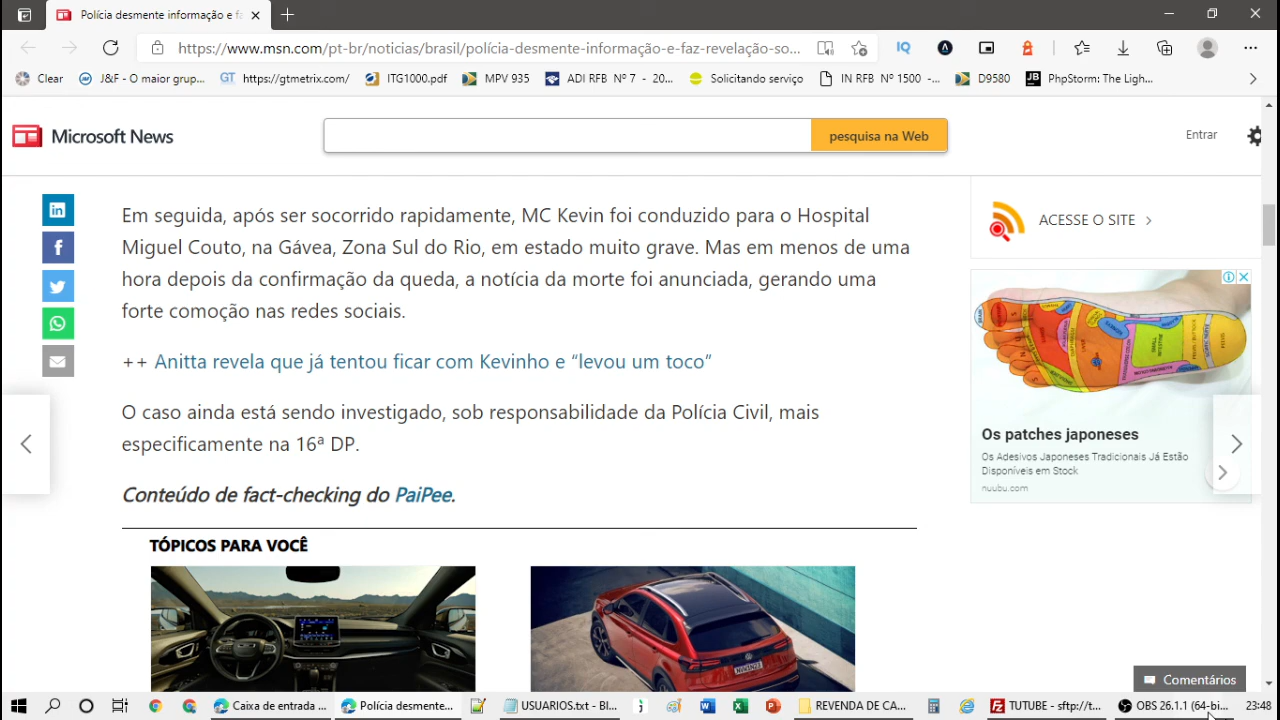 Polícia desmente informação e fa
https://www.msn.com/pt-br/noticias/brasil/polícia-desmente-informação-e-faz-revelação-so...
Clear
J&F - O maior grup...
GT https://gtmetrix.com/
ITG1000.pdf
MPV 935
ADI RFB Nº 7 - 20...
Solicitando serviço
IN RFB Nº 1500 -...
D9580
PhpStorm: The Ligh...
Microsoft News
pesquisa na Web
Entrar
Em seguida, após ser socorrido rapidamente, MC Kevin foi conduzido para o Hospital
Miguel Couto, na Gávea, Zona Sul do Rio, em estado muito grave. Mas em menos de uma
hora depois da confirmação da queda, a notícia da morte foi anunciada, gerando uma
forte comoção nas redes sociais.
++ Anitta revela que já tentou ficar com Kevinho e “levou um toco”
O caso ainda está sendo investigado, sob responsabilidade da Polícia Civil, mais
especificamente na 16ª DP.
Conteúdo de fact-checking do PaiPee.
TÓPICOS PARA VOCÊ
ACESSE O SITE
Os patches japoneses
Os Adesivos Japoneses Tradicionais Já Estão
Disponíveis em Stock
nuubu.com
Comentários
Caixa de entrada ...
Polícia desmente...
USUARIOS.txt - Bl...
REVENDA DE CA...
TUTUBE - sftp://t...
OBS 26.1.1 (64-bi...
23:48